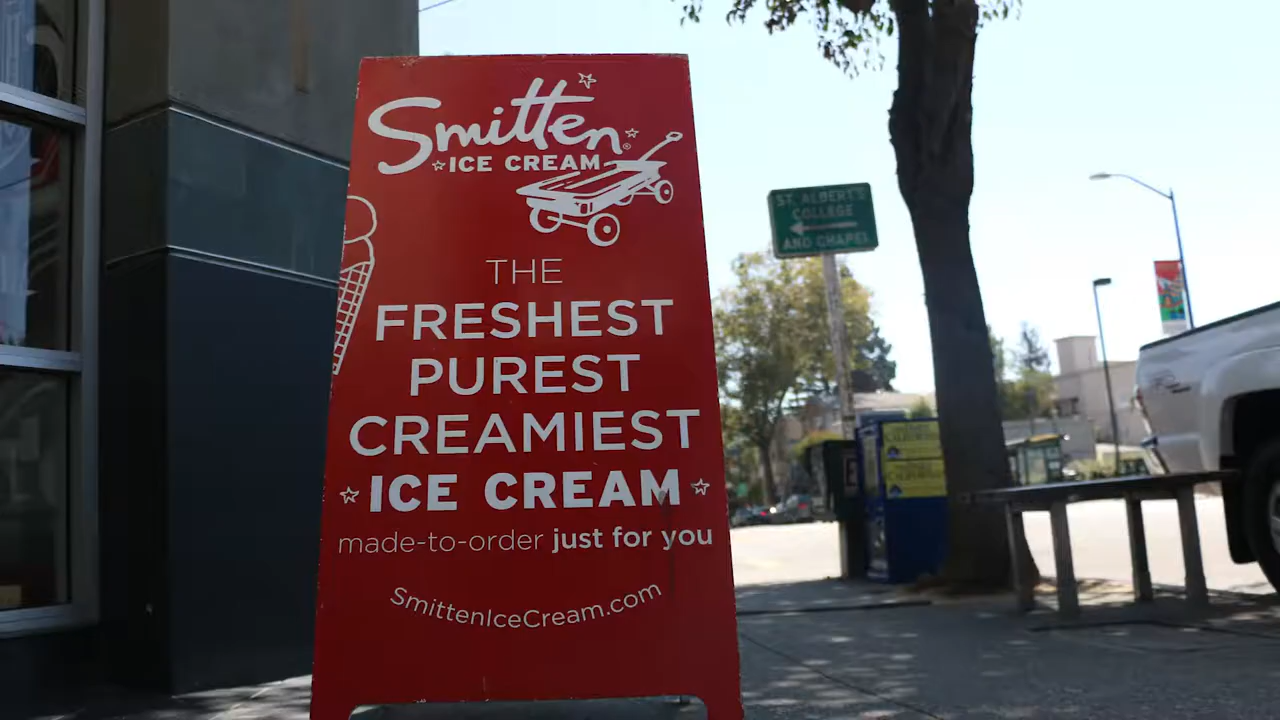 Smitten®
ICE CREAM
THE
FRESHEST
PUREST
CREAMIEST
ICE CREAM
made-to-order just for you
SmittenIceCream.com
ST. ALBERT'S
COLLEGE
AND CHAPEL